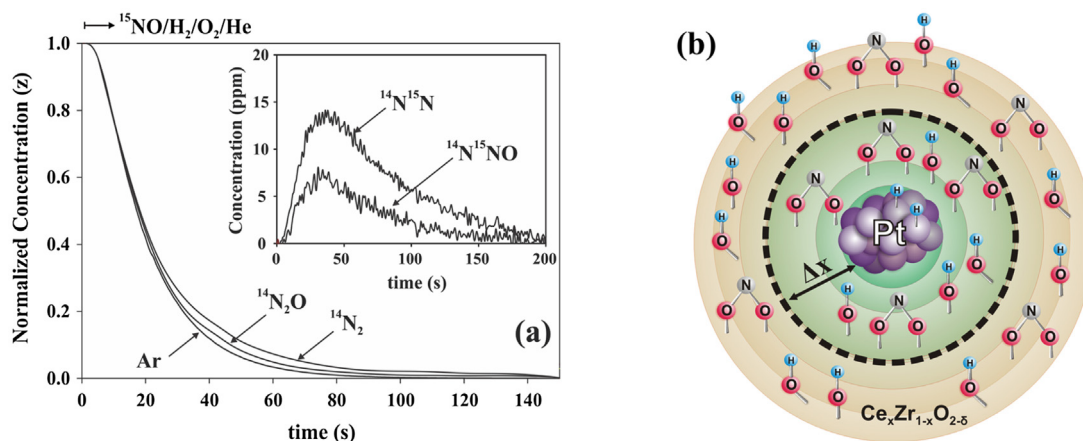 ¹⁵NO/H₂/O₂/He
Normalized Concentration (z)
1.0
0.8
0.6
0.4
0.2
0.0
0
20
40
60
80
100
120
140
time (s)
Ar
¹⁴N₂O
¹⁴N₂
(a)
Concentration (ppm)
20
15
10
5
0
0
50
100
150
200
time (s)
¹⁴N¹⁵N
¹⁴N¹⁵NO
(b)
H
O
N
O
O
H
O
H
O
H
O
H
O
H
O
N
O
O
H
O
H
O
N
O
O
H
O
N
O
O
N
O
O
H
O
H
O
H
H
Pt
Δx
H
O
H
O
H
O
N
O
O
H
O
N
O
O
N
O
O
H
O
H
O
H
O
CeₓZr₁₋ₓO₂₋δ